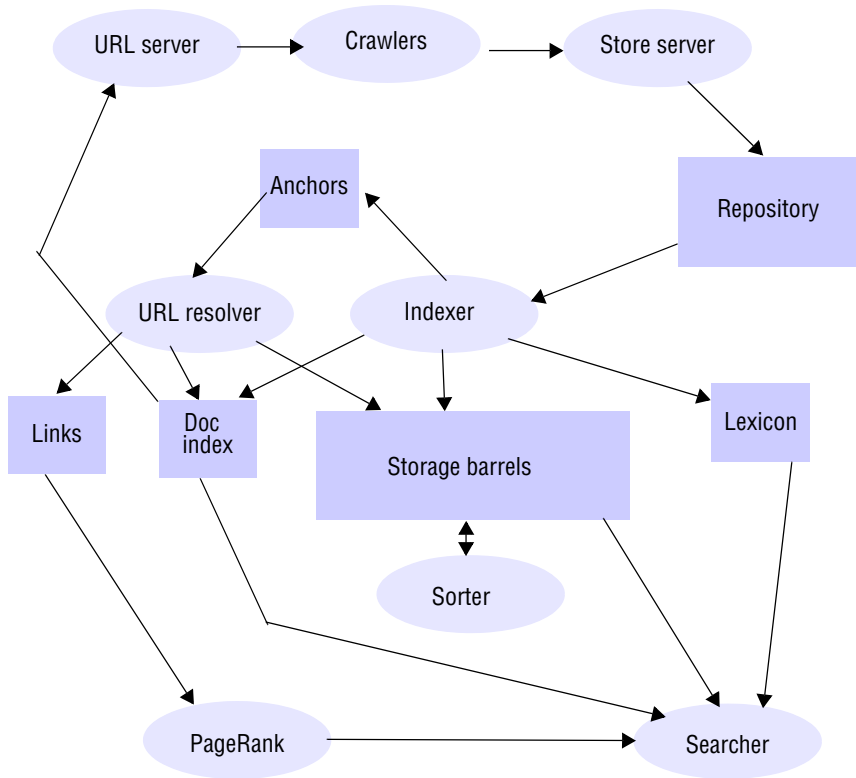 URL server
Crawlers
Store server
Anchors
Repository
URL resolver
Indexer
Links
Doc
index
Storage barrels
Lexicon
Sorter
PageRank
Searcher